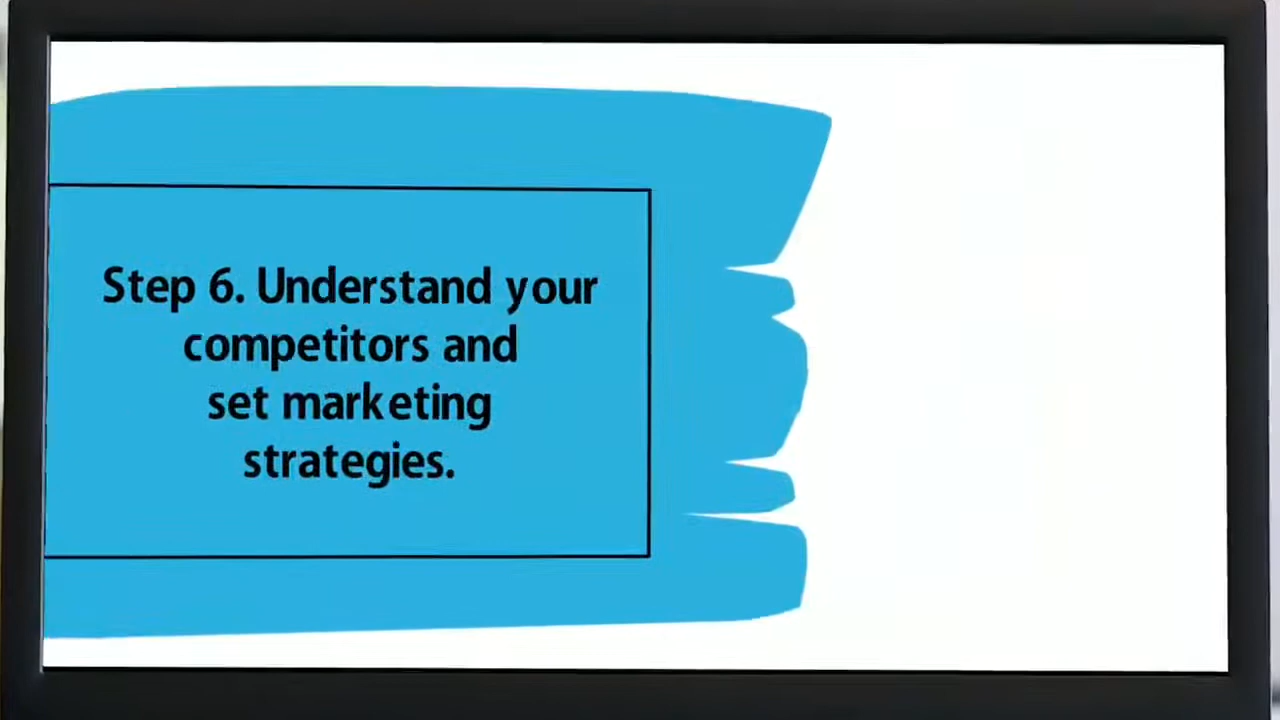 Step 6. Understand your
competitors and
set marketing
strategies.